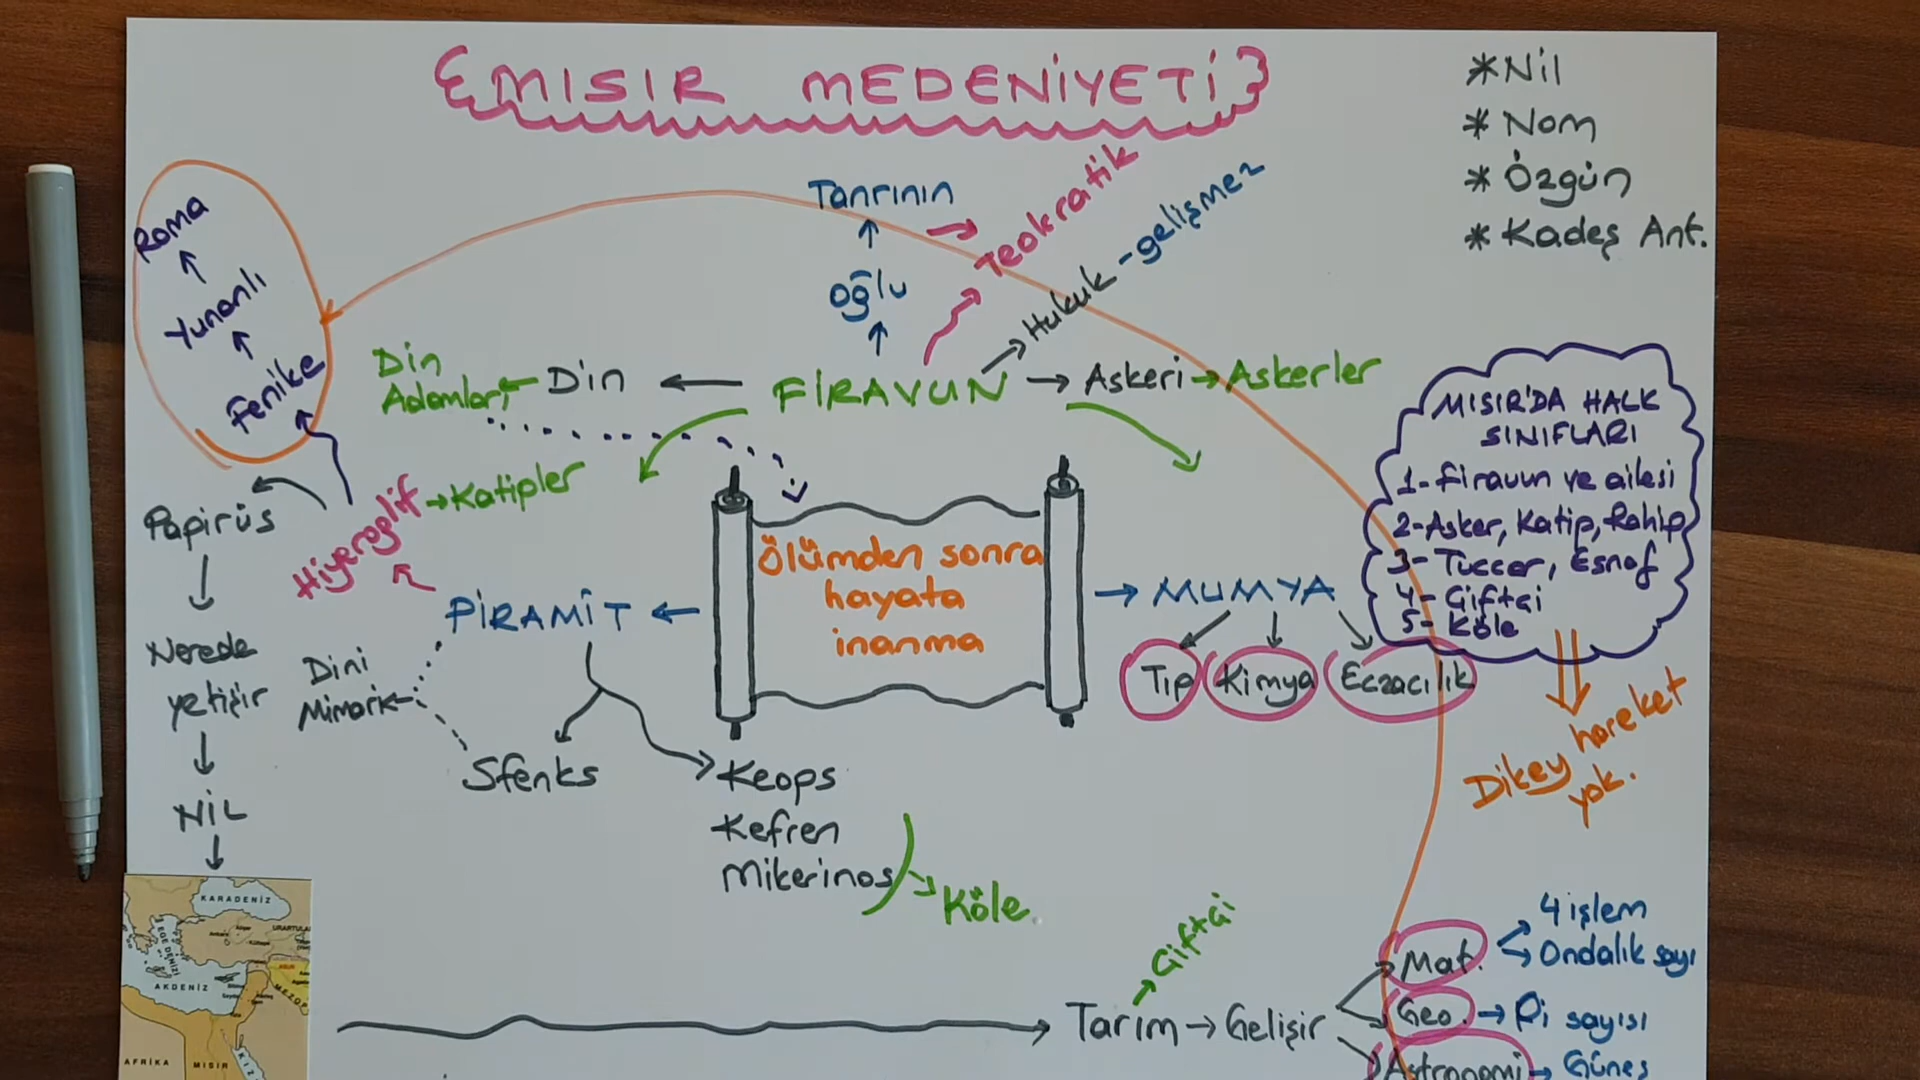 MISIR MEDENİYETİ
*Nil
* Nom
* Özgün
* Kadeş Ant.
Roma
Yunanlı
Fenike
Tanrının
oğlu
Teokratik
Hukuk - gelişmez
Din
Adamları
Din
FİRAVUN
Askeri
Askerler
MISIR'DA HALK
SINIFLARI
1- Firavun ve ailesi
2- Asker, Katip, Rahip
3- Tüccar, Esnaf
4- Çiftçi
5- Köle
Dikey hareket
yok.
Papirüs
Hiyeroglif
Katipler
Nerede
yetişir
NİL
PİRAMİT
Ölümden sonra
hayata
inanma
MUMYA
Tıp
Kimya
Eczacılık
Dini
Mimari
Sfenks
Keops
Kefren
Mikerinos
Köle
KARADENİZ
EGE DENİZİ
AKDENİZ
AFRİKA
MISIR
Çiftçi
Tarım
Gelişir
Mat.
4 işlem
Ondalık sayı
Geo.
Pi sayısı
Astronomi
Güneş